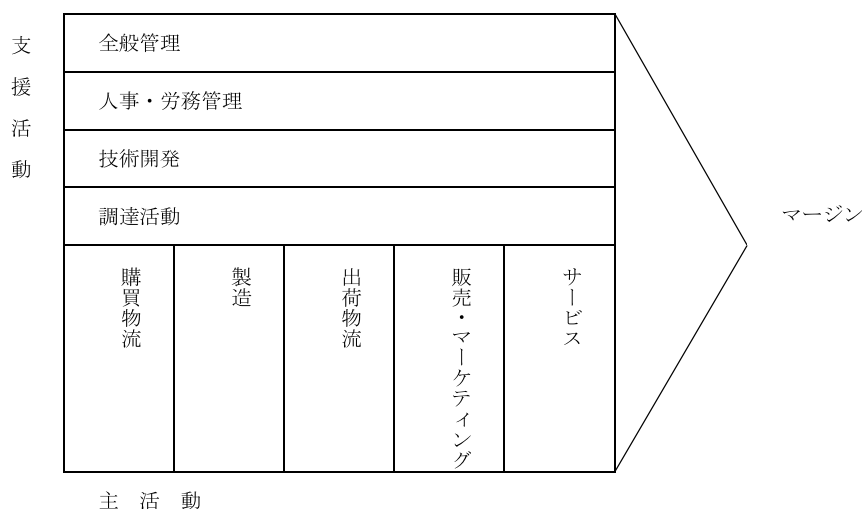 支援活動
全般管理
人事・労務管理
技術開発
調達活動
マージン
購買物流
製造
出荷物流
販売・マーケティング
サービス
主活動